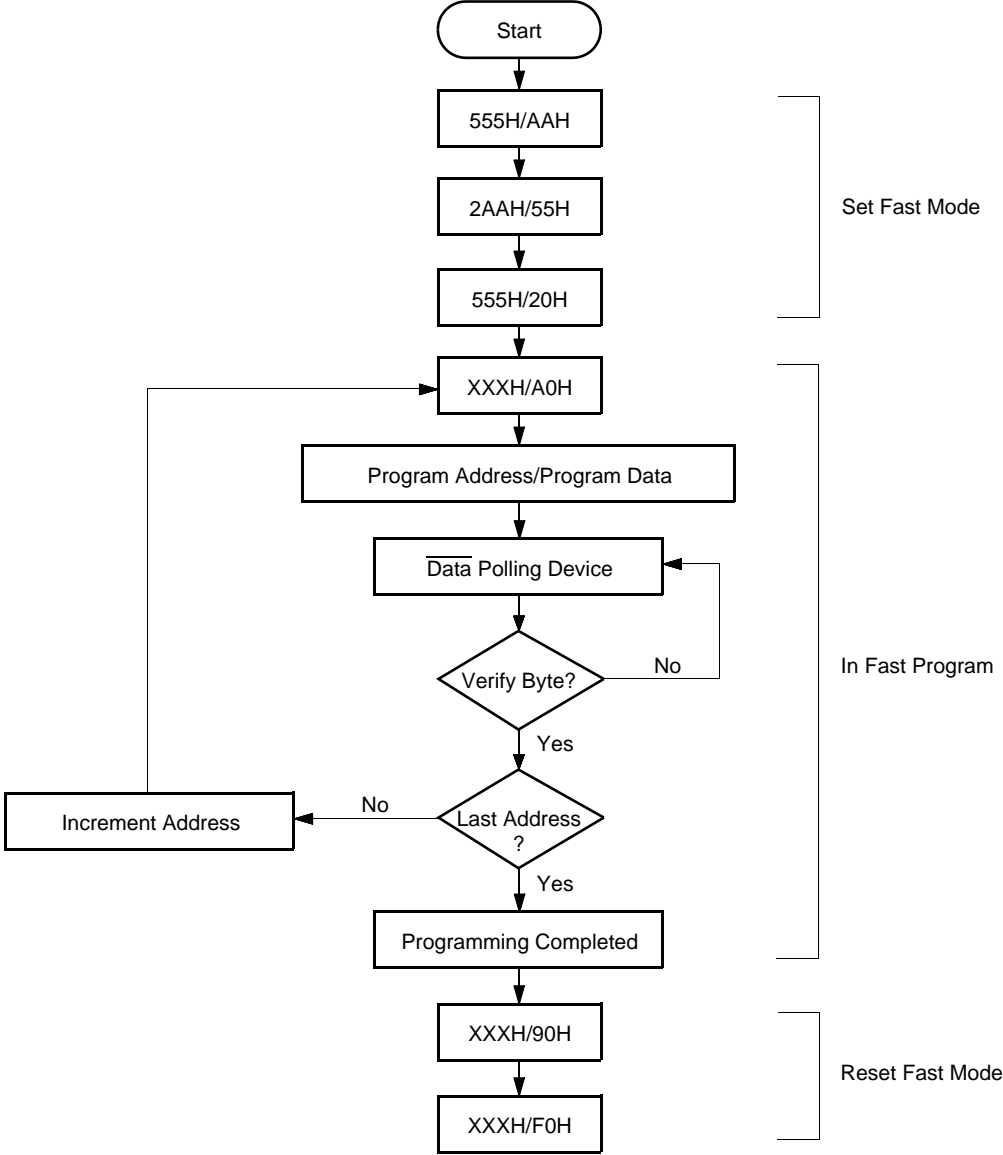 Start
555H/AAH
2AAH/55H
Set Fast Mode
555H/20H
XXXH/A0H
Program Address/Program Data
Data Polling Device
Verify Byte?
No
In Fast Program
Yes
Increment Address
No
Last Address
?
Yes
Programming Completed
XXXH/90H
Reset Fast Mode
XXXH/F0H